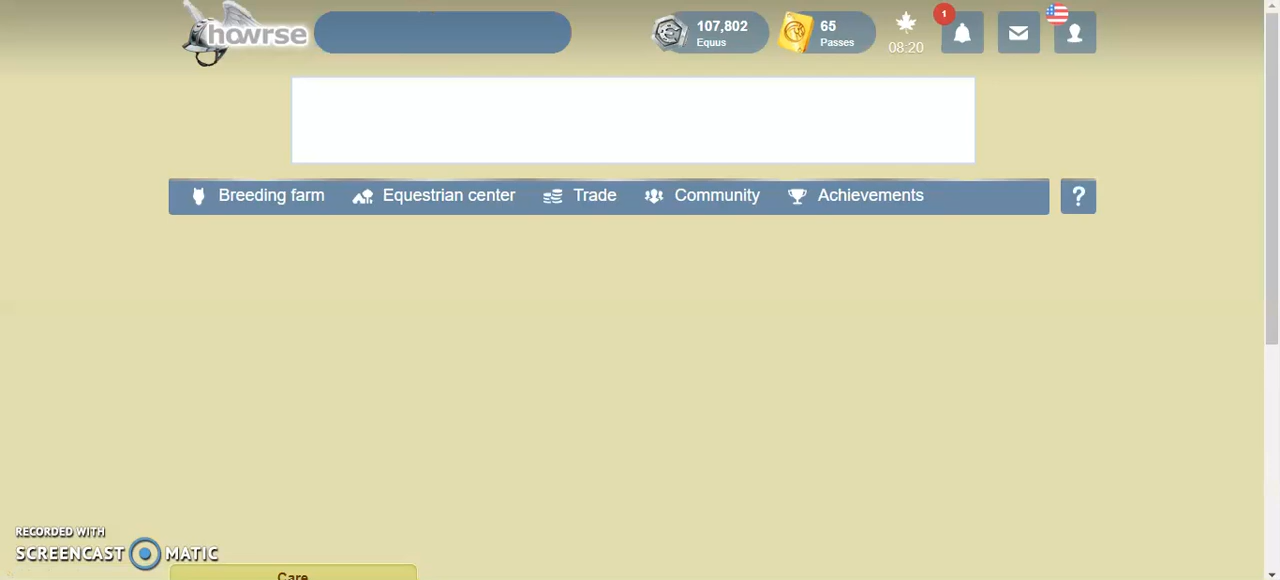 howrse
107,802
Equus
65
Passes
08:20
1
Breeding farm
Equestrian center
Trade
Community
Achievements
?
RECORDED WITH
SCREENCAST MATIC
Care